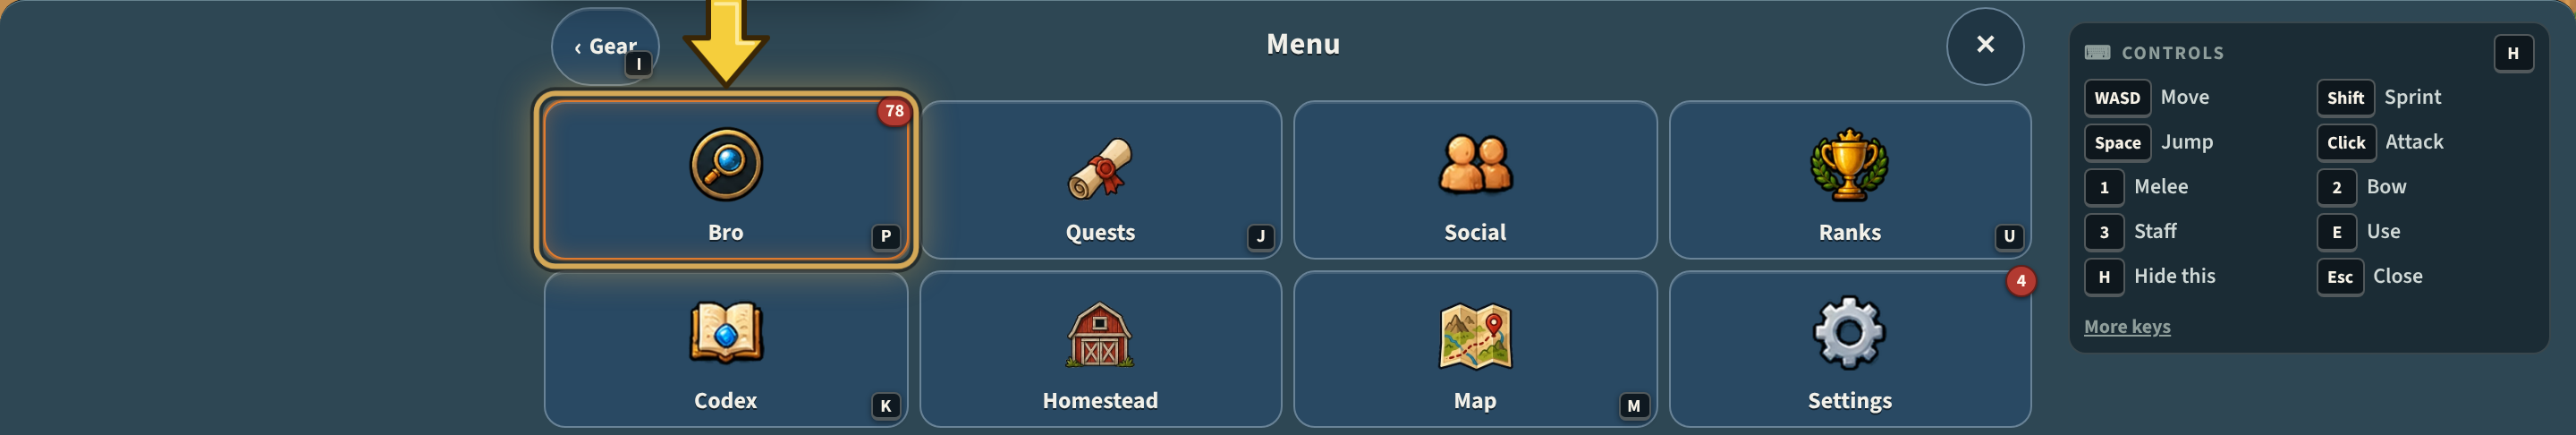 ‹ Gear
I
Menu
✕
78
Bro
P
Quests
J
Social
Ranks
U
Codex
K
Homestead
Map
M
4
Settings
CONTROLS
H
WASD Move Shift Sprint
Space Jump Click Attack
1 Melee 2 Bow
3 Staff E Use
H Hide this Esc Close
More keys